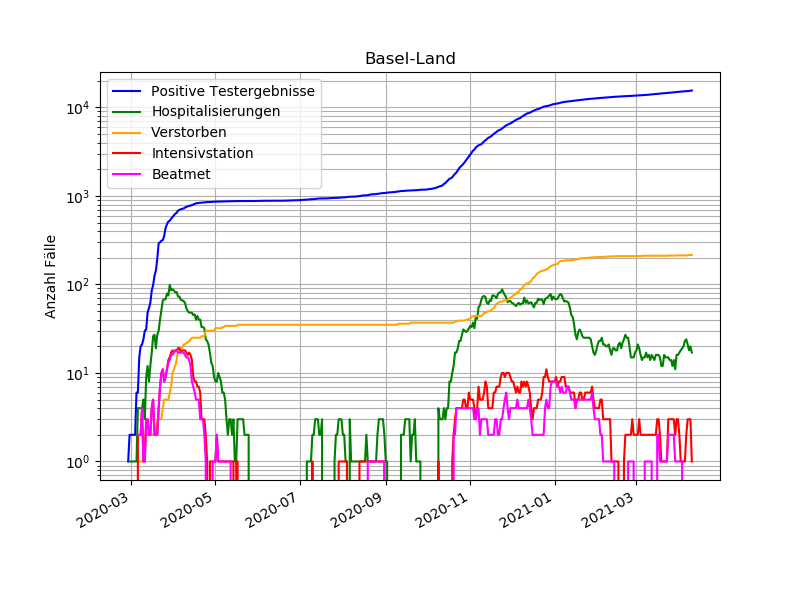 Basel-Land
Positive Testergebnisse
Hospitalisierungen
Verstorben
Intensivstation
Beatmet
Anzahl Fälle
10⁴
10³
10²
10¹
10⁰
2020-03
2020-05
2020-07
2020-09
2020-11
2021-01
2021-03